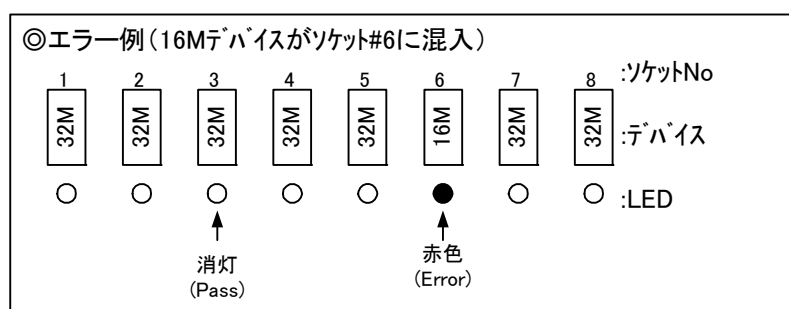 ◎エラー例(16Mﾃﾞﾊﾞｲｽがｿｹｯﾄ#6に混入)
1 2 3 4 5 6 7 8 :ｿｹｯﾄNo
32M 32M 32M 32M 32M 16M 32M 32M :ﾃﾞﾊﾞｲｽ
:LED
消灯 赤色
(Pass) (Error)